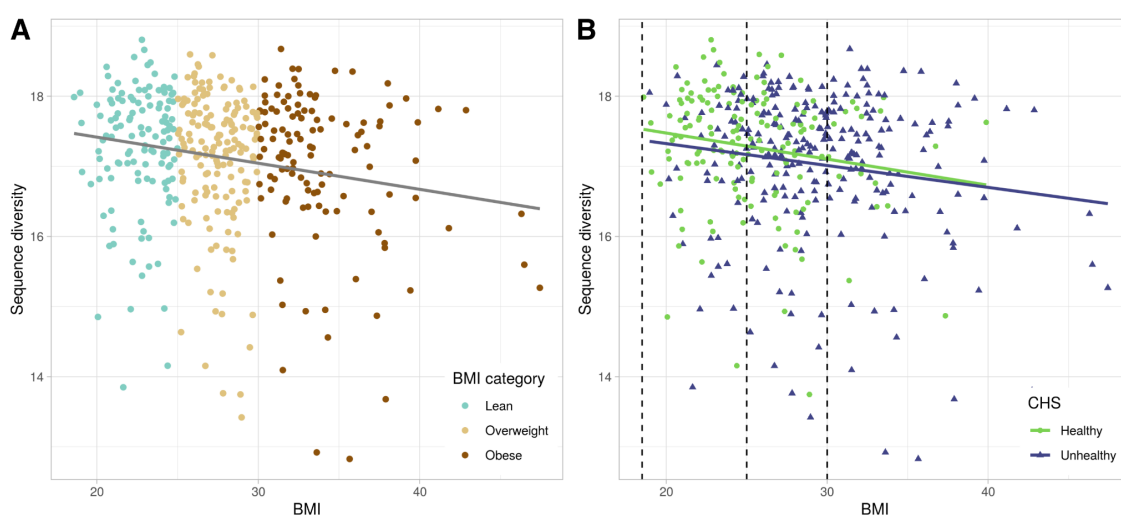 A
B
18
16
14
Sequence diversity
20
30
40
BMI
BMI category
Lean
Overweight
Obese
18
16
14
Sequence diversity
20
30
40
BMI
CHS
Healthy
Unhealthy